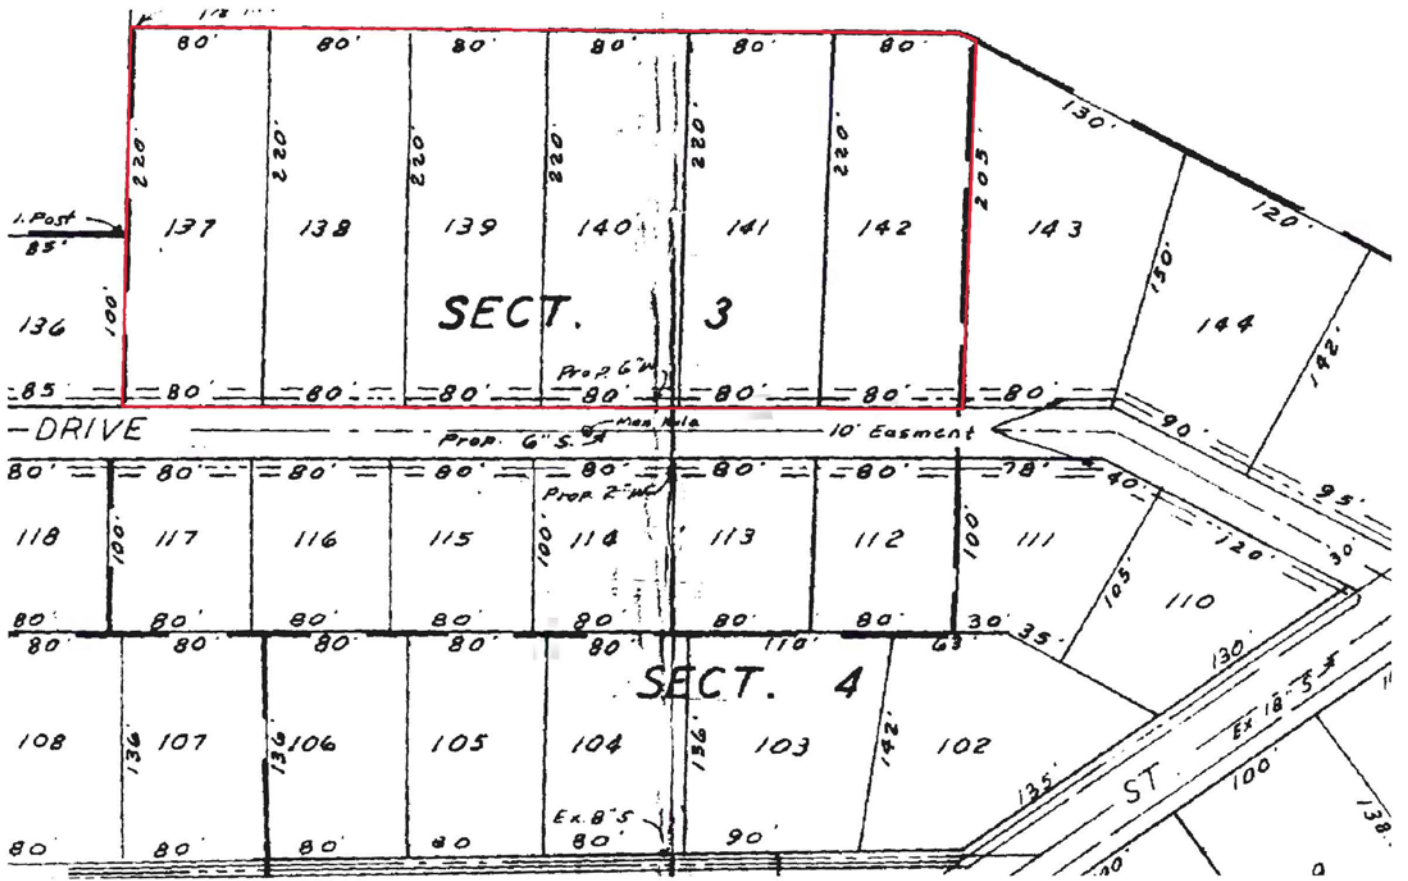 80' 80' 80' 80' 80' 80'
130'
220' 220' 220' 220' 220' 220' 205'
1. Post
85'
137 138 139 140 141 142 143
120'
150'
100'
136
SECT. 3
144
142'
Prop. 6" W
85 80' 80' 80' 80' 80' 80' 80'
DRIVE
Man Hole
Prop. 6" S.
10' Easment
90'
80' 80' 80' 80' 80' 80' 80' 78'
Prop. 2" W
40'
95'
118 100' 117 116 115 100' 114 113 112 100' 111
120'
30'
105'
110
80' 80' 80' 80' 80 80' 80' 30'
35'
80' 80' 80' 80' 80' 110' 63'
130'
SECT. 4
Ex 18" S
108 136' 107 136' 106 105 104 136' 103 142' 102
135'
ST.
100'
138'
Ex. 8" S
80' 80' 80' 80 80' 90'